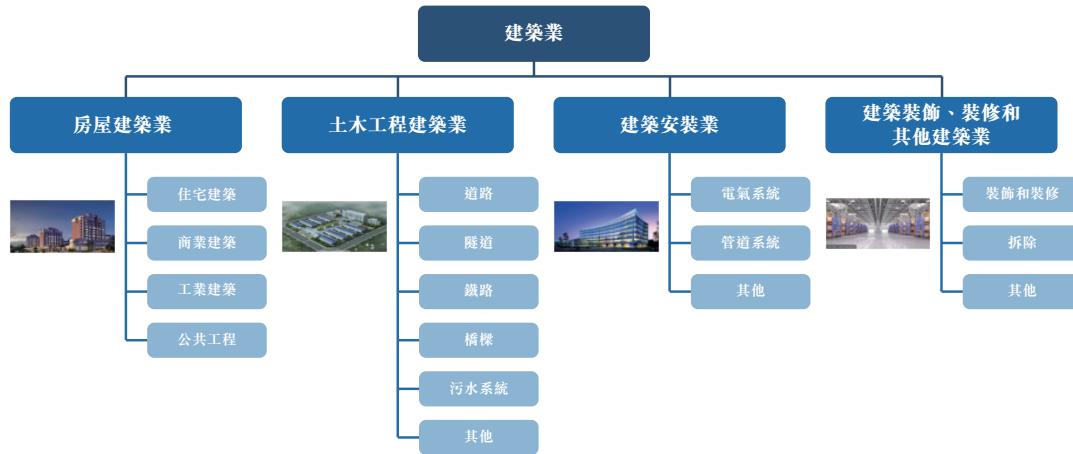 建築業
房屋建築業
住宅建築
商業建築
工業建築
公共工程
土木工程建築業
道路
隧道
鐵路
橋樑
污水系統
其他
建築安裝業
電氣系統
管道系統
其他
建築裝飾、裝修和
其他建築業
裝飾和裝修
拆除
其他